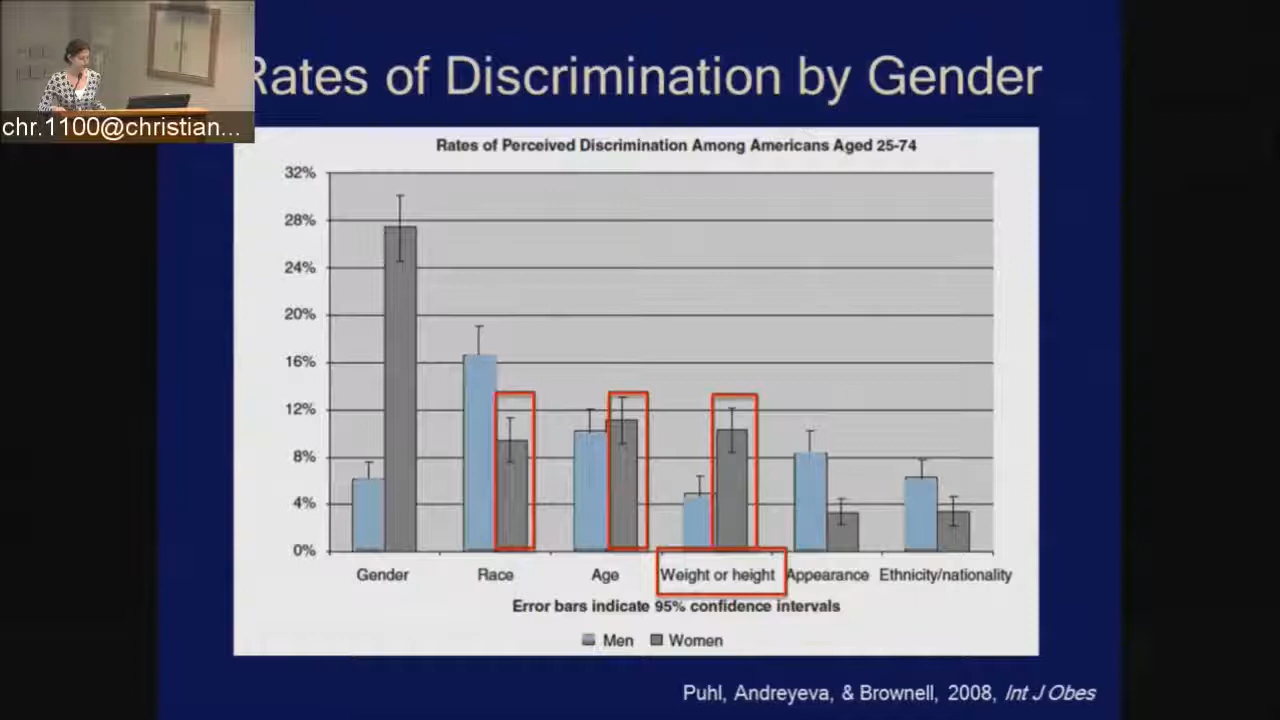 Rates of Discrimination by Gender
chr.1100@christian...
Rates of Perceived Discrimination Among Americans Aged 25-74
32%
28%
24%
20%
16%
12%
8%
4%
0%
Gender Race Age Weight or height Appearance Ethnicity/nationality
Error bars indicate 95% confidence intervals
Men Women
Puhl, Andreyeva, & Brownell, 2008, Int J Obes